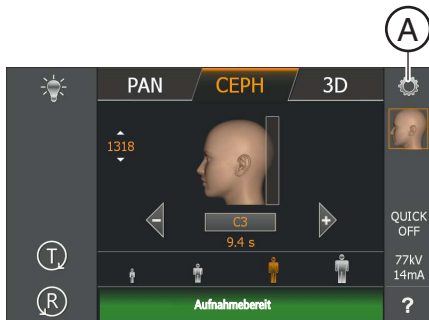 A
PAN CEPH 3D
1318
C3
9.4 s
QUICK
OFF
77kV
14mA
T
R
Aufnahmebereit
?